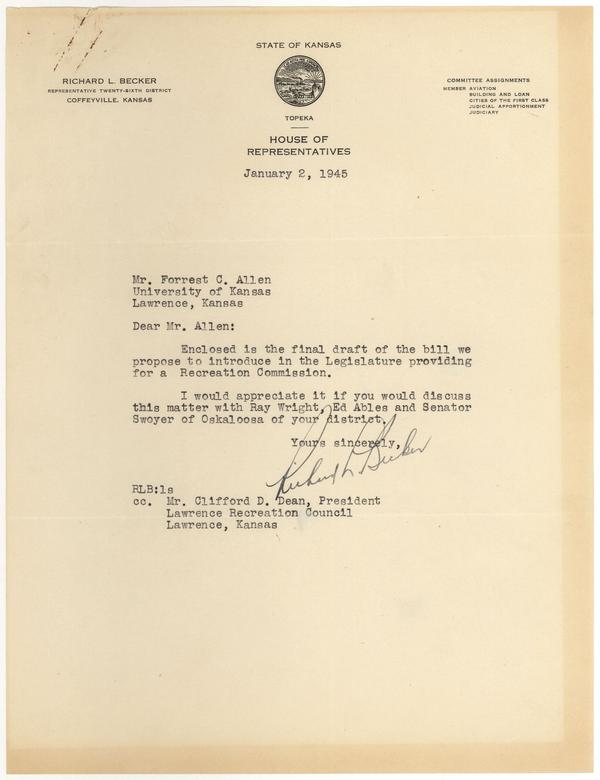 STATE OF KANSAS
RICHARD L. BECKER
REPRESENTATIVE TWENTY-SIXTH DISTRICT
COFFEYVILLE, KANSAS
COMMITTEE ASSIGNMENTS
MEMBER AVIATION
BUILDING AND LOAN
CITIES OF THE FIRST CLASS
JUDICIAL APPORTIONMENT
JUDICIARY
TOPEKA
HOUSE OF
REPRESENTATIVES
January 2, 1945
Mr. Forrest C. Allen
University of Kansas
Lawrence, Kansas
Dear Mr. Allen:
Enclosed is the final draft of the bill we
propose to introduce in the Legislature providing
for a Recreation Commission.
I would appreciate it if you would discuss
this matter with Ray Wright, Ed Ables and Senator
Swoyer of Oskaloosa of your district.
Yours sincerely,
Richard L. Becker
RLB:ls
cc. Mr. Clifford D. Dean, President
Lawrence Recreation Council
Lawrence, Kansas